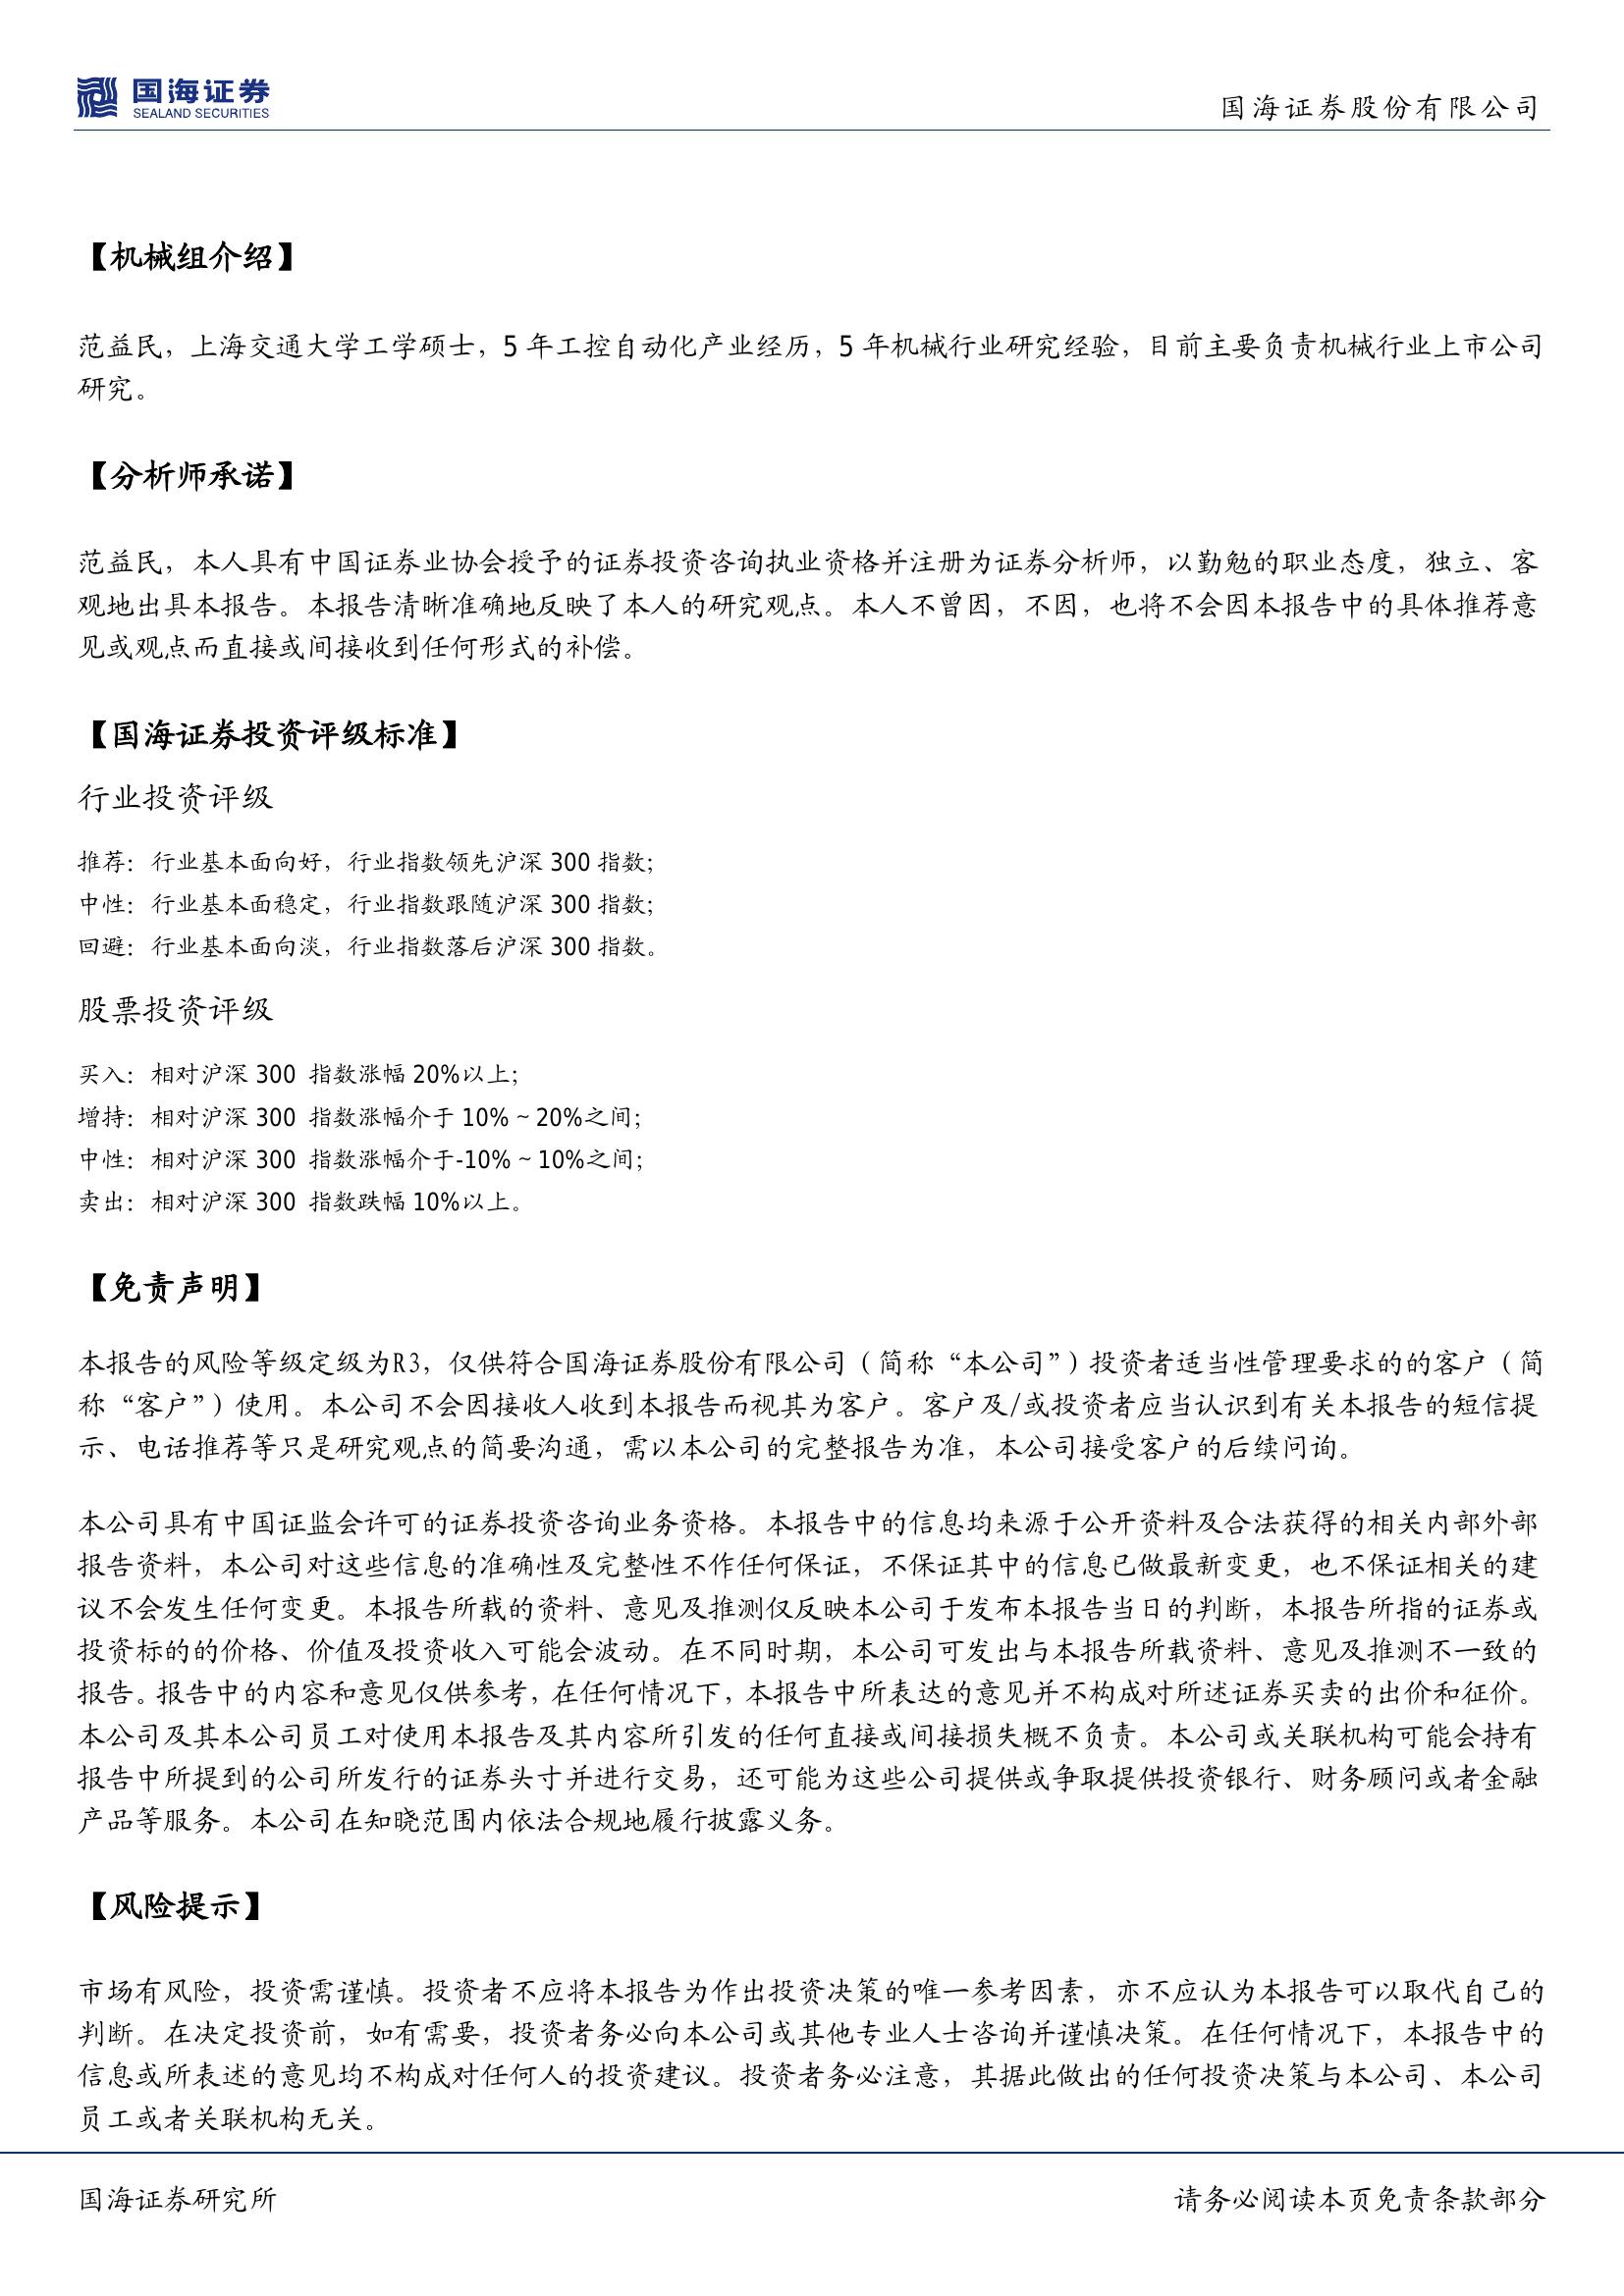 国海证券
SEALAND SECURITIES
国海证券股份有限公司
【机械组介绍】
范益民，上海交通大学工学硕士，5 年工控自动化产业经历，5 年机械行业研究经验，目前主要负责机械行业上市公司
研究。
【分析师承诺】
范益民，本人具有中国证券业协会授予的证券投资咨询执业资格并注册为证券分析师，以勤勉的职业态度，独立、客
观地出具本报告。本报告清晰准确地反映了本人的研究观点。本人不曾因，不因，也将不会因本报告中的具体推荐意
见或观点而直接或间接收到任何形式的补偿。
【国海证券投资评级标准】
行业投资评级
推荐：行业基本面向好，行业指数领先沪深 300 指数；
中性：行业基本面稳定，行业指数跟随沪深 300 指数；
回避：行业基本面向淡，行业指数落后沪深 300 指数。
股票投资评级
买入：相对沪深 300 指数涨幅 20%以上；
增持：相对沪深 300 指数涨幅介于 10%～20%之间；
中性：相对沪深 300 指数涨幅介于-10%～10%之间；
卖出：相对沪深 300 指数跌幅 10%以上。
【免责声明】
本报告的风险等级定级为R3，仅供符合国海证券股份有限公司（简称“本公司”）投资者适当性管理要求的的客户（简
称“客户”）使用。本公司不会因接收人收到本报告而视其为客户。客户及/或投资者应当认识到有关本报告的短信提
示、电话推荐等只是研究观点的简要沟通，需以本公司的完整报告为准，本公司接受客户的后续问询。
本公司具有中国证监会许可的证券投资咨询业务资格。本报告中的信息均来源于公开资料及合法获得的相关内部外部
报告资料，本公司对这些信息的准确性及完整性不作任何保证，不保证其中的信息已做最新变更，也不保证相关的建
议不会发生任何变更。本报告所载的资料、意见及推测仅反映本公司于发布本报告当日的判断，本报告所指的证券或
投资标的的价格、价值及投资收入可能会波动。在不同时期，本公司可发出与本报告所载资料、意见及推测不一致的
报告。报告中的内容和意见仅供参考，在任何情况下，本报告中所表达的意见并不构成对所述证券买卖的出价和征价。
本公司及其本公司员工对使用本报告及其内容所引发的任何直接或间接损失概不负责。本公司或关联机构可能会持有
报告中所提到的公司所发行的证券头寸并进行交易，还可能为这些公司提供或争取提供投资银行、财务顾问或者金融
产品等服务。本公司在知晓范围内依法合规地履行披露义务。
【风险提示】
市场有风险，投资需谨慎。投资者不应将本报告为作出投资决策的唯一参考因素，亦不应认为本报告可以取代自己的
判断。在决定投资前，如有需要，投资者务必向本公司或其他专业人士咨询并谨慎决策。在任何情况下，本报告中的
信息或所表述的意见均不构成对任何人的投资建议。投资者务必注意，其据此做出的任何投资决策与本公司、本公司
员工或者关联机构无关。
国海证券研究所
请务必阅读本页免责条款部分